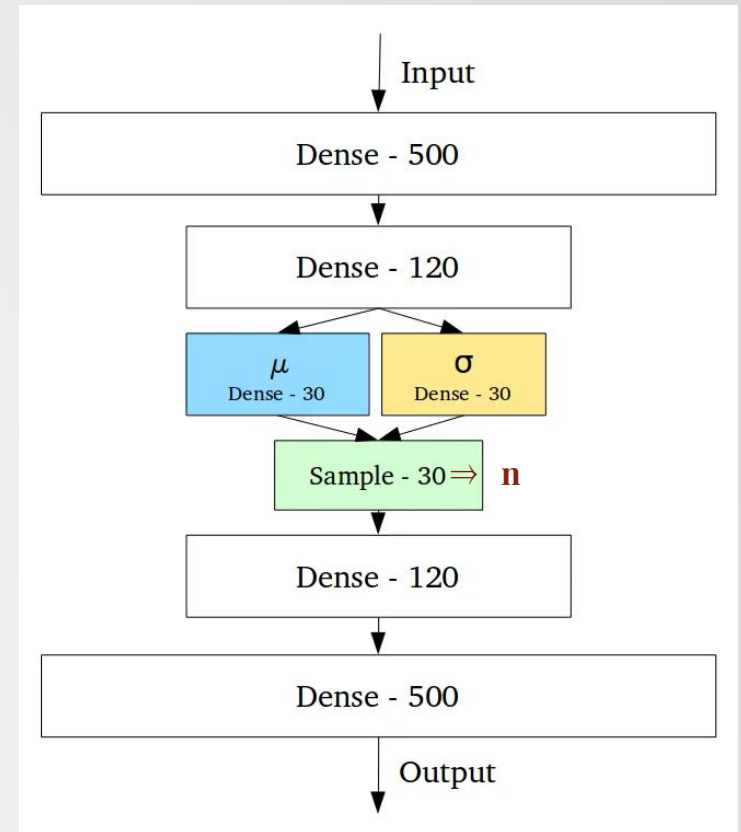 Input
Dense - 500
Dense - 120
μ
Dense - 30
σ
Dense - 30
Sample - 30⇒ n
Dense - 120
Dense - 500
Output